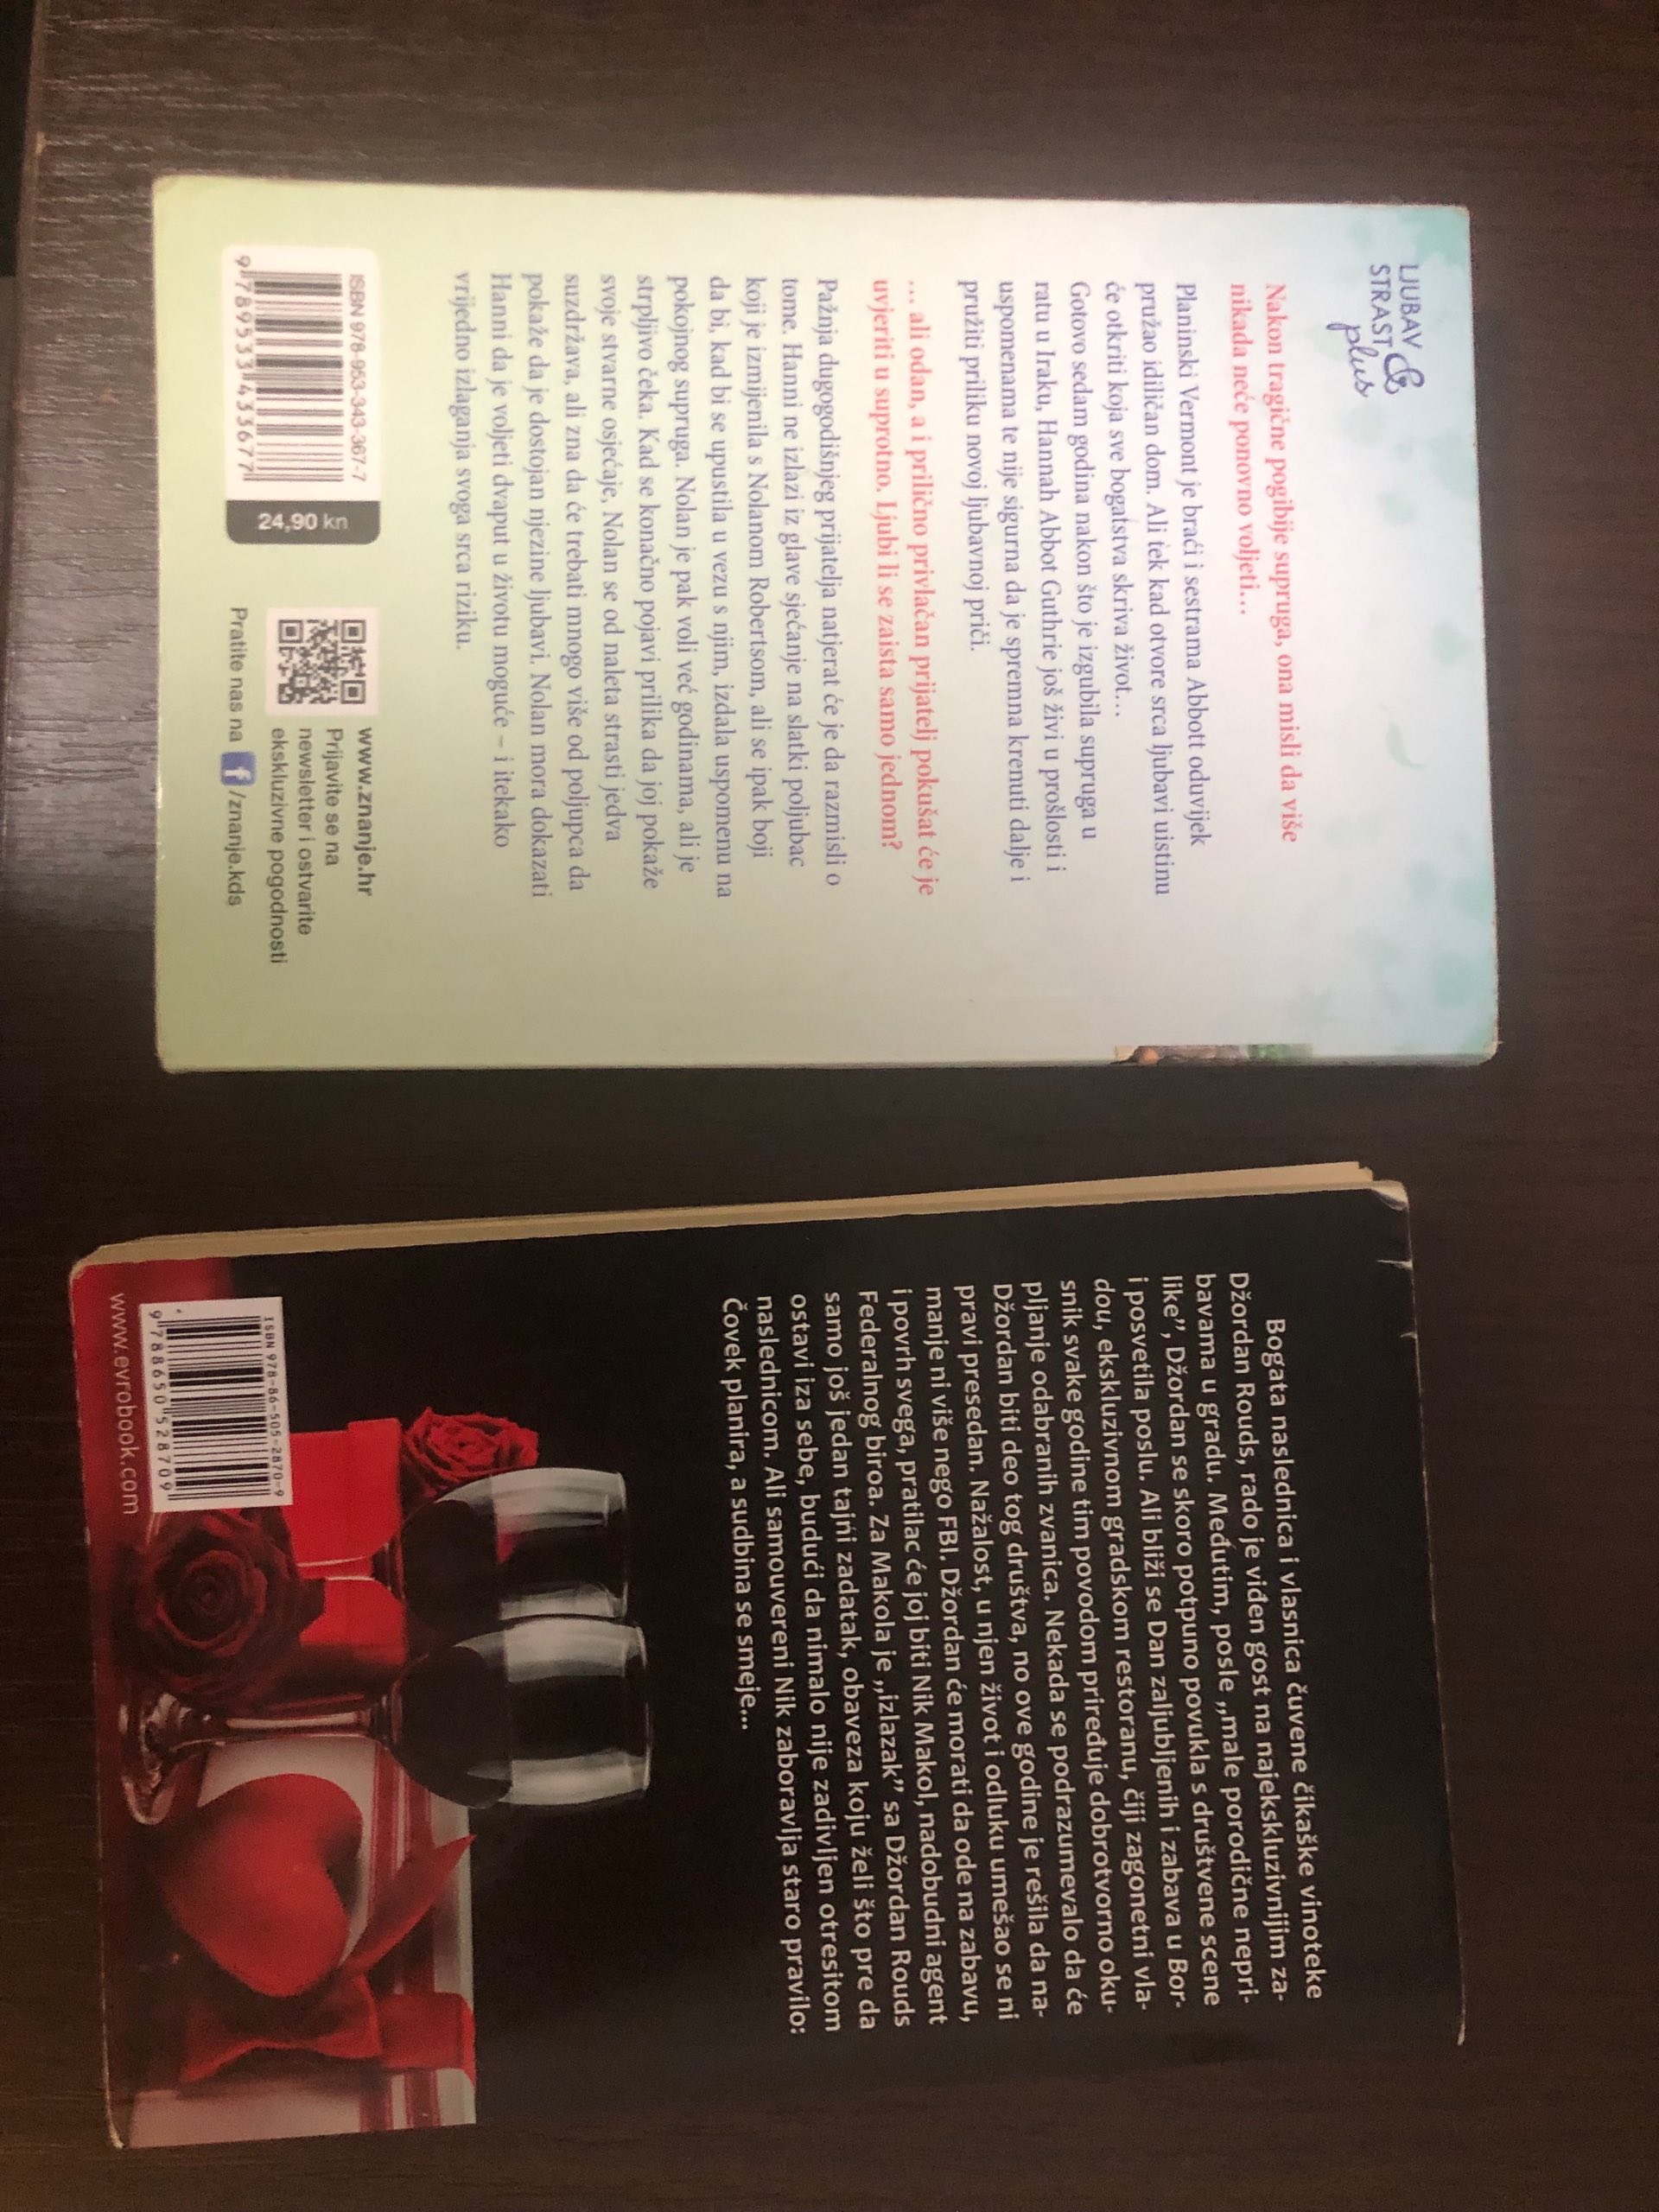 LJUBAV
STRAST &
plus
Nakon tragične pogibije supruga, ona misli da više
nikada neće ponovno voljeti…
Planinski Vermont je braći i sestrama Abbott oduvijek
pružao idiličan dom. Ali tek kad otvore srca ljubavi uistinu
će otkriti koja sve bogatstva skriva život…
Gotovo sedam godina nakon što je izgubila supruga u
ratu u Iraku, Hannah Abbot Guthrie još živi u prošlosti i
uspomenama te nije sigurna da je spremna krenuti dalje i
pružiti priliku novoj ljubavnoj priči.
… ali odan, a i prilično privlačan prijatelj pokušat će je
uvjeriti u suprotno. Ljubi li se zaista samo jednom?
Pažnja dugogodišnjeg prijatelja natjerat će je da razmisli o
tome. Hanni ne izlazi iz glave sjećanje na slatki poljubac
koji je izmijenila s Nolanom Robertsom, ali se ipak boji
da bi, kad bi se upustila u vezu s njim, izdala uspomenu na
pokojnog supruga. Nolan je pak voli već godinama, ali je
strpljivo čeka. Kad se konačno pojavi prilika da joj pokaže
svoje stvarne osjećaje, Nolan se od naleta strasti jedva
suzdržava, ali zna da će trebati mnogo više od poljupca da
pokaže da je dostojan njezine ljubavi. Nolan mora dokazati
Hanni da je voljeti dvaput u životu moguće – i itekako
vrijedno izlaganja svoga srca riziku.
ISBN 978-953-343-367-7
9 789533 433677
24,90 kn
www.znanje.hr
Prijavite se na
newsletter i ostvarite
ekskluzivne pogodnosti
Pratite nas na f /znanje.kds
Bogata naslednica i vlasnica čuvene čikaške vinoteke
Džordan Rouds, rado je viđen gost na najekskluzivnijim za-
bavama u gradu. Međutim, posle „male porodične nepri-
like”, Džordan se skoro potpuno povukla s društvene scene
i posvetila poslu. Ali bliži se Dan zaljubljenih i zabava u Bor-
dou, ekskluzivnom gradskom restoranu, čiji zagonetni vla-
snik svake godine tim povodom priređuje dobrotvorno oku-
pljanje odabranih zvanica. Nekada se podrazumevalo da će
Džordan biti deo tog društva, no ove godine je rešila da na-
pravi presedan. Nažalost, u njen život i odluku umešao se ni
manje ni više nego FBI. Džordan će morati da ode na zabavu,
i povrh svega, pratilac će joj biti Nik Makol, nadobudni agent
Federalnog biroa. Za Makola je „izlazak” sa Džordan Rouds
samo još jedan tajni zadatak, obaveza koju želi što pre da
ostavi iza sebe, budući da nimalo nije zadivljen otresitom
naslednicom. Ali samouvereni Nik zaboravlja staro pravilo:
Čovek planira, a sudbina se smeje...
ISBN 978-86-505-2870-9
9 788650 528709
www.evrobook.com